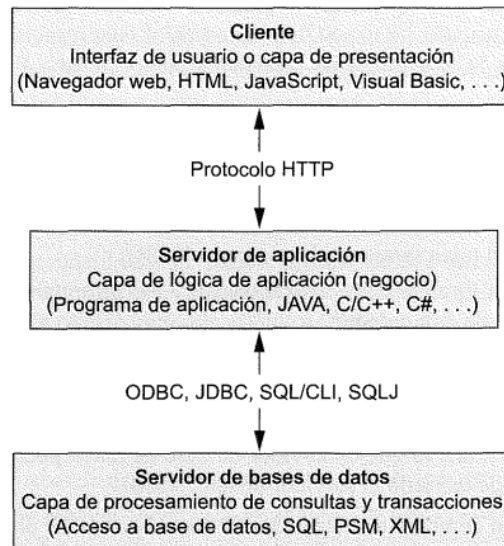 Cliente
Interfaz de usuario o capa de presentación
(Navegador web, HTML, JavaScript, Visual Basic, . . .)
Protocolo HTTP
Servidor de aplicación
Capa de lógica de aplicación (negocio)
(Programa de aplicación, JAVA, C/C++, C#, . . .)
ODBC, JDBC, SQL/CLI, SQLJ
Servidor de bases de datos
Capa de procesamiento de consultas y transacciones
(Acceso a base de datos, SQL, PSM, XML, . . .)